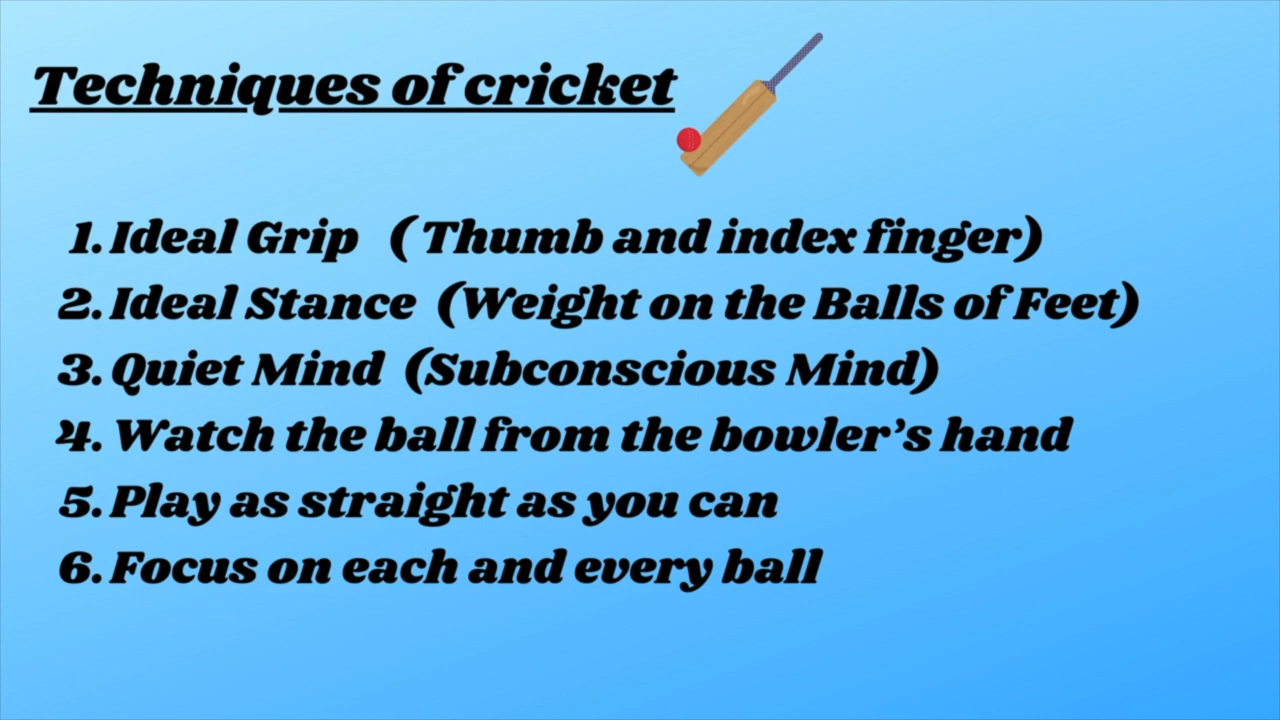 Techniques of cricket
1. Ideal Grip ( Thumb and index finger)
2. Ideal Stance (Weight on the Balls of Feet)
3. Quiet Mind (Subconscious Mind)
4. Watch the ball from the bowler’s hand
5. Play as straight as you can
6. Focus on each and every ball